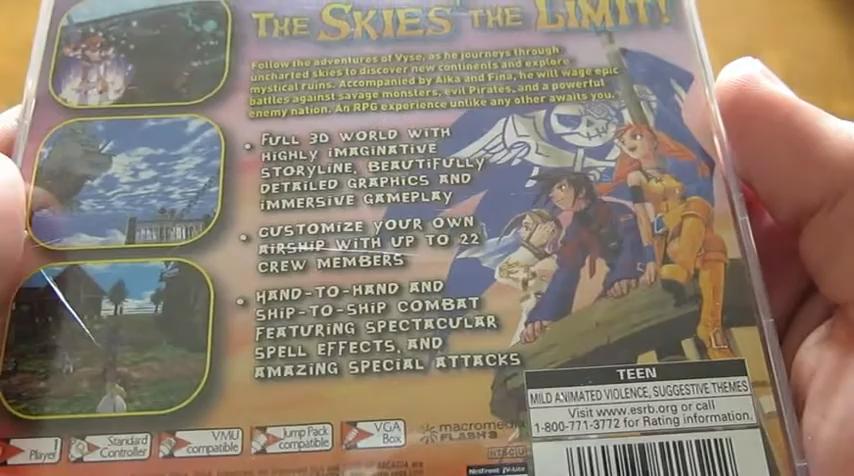 THE SKIES' THE LIMIT!
Follow the adventures of Vyse, as he journeys through
uncharted skies to discover new continents and explore
mystical ruins. Accompanied by Aika and Fina, he will wage epic
battles against savage monsters, evil Pirates, and a powerful
enemy nation. An RPG experience unlike any other awaits you.
• FULL 3D WORLD WITH
HIGHLY IMAGINATIVE
STORYLINE, BEAUTIFULLY
DETAILED GRAPHICS AND
IMMERSIVE GAMEPLAY
• CUSTOMIZE YOUR OWN
AIRSHIP WITH UP TO 22
CREW MEMBERS
• HAND-TO-HAND AND
SHIP-TO-SHIP COMBAT
FEATURING SPECTACULAR
SPELL EFFECTS, AND
AMAZING SPECIAL ATTACKS
TEEN
MILD ANIMATED VIOLENCE, SUGGESTIVE THEMES
Visit www.esrb.org or call
1-800-771-3772 for Rating information.
Player
Standard Controller
VMU compatible
Jump Pack compatible
VGA Box
macromedia
FLASH
NTSC-U/C